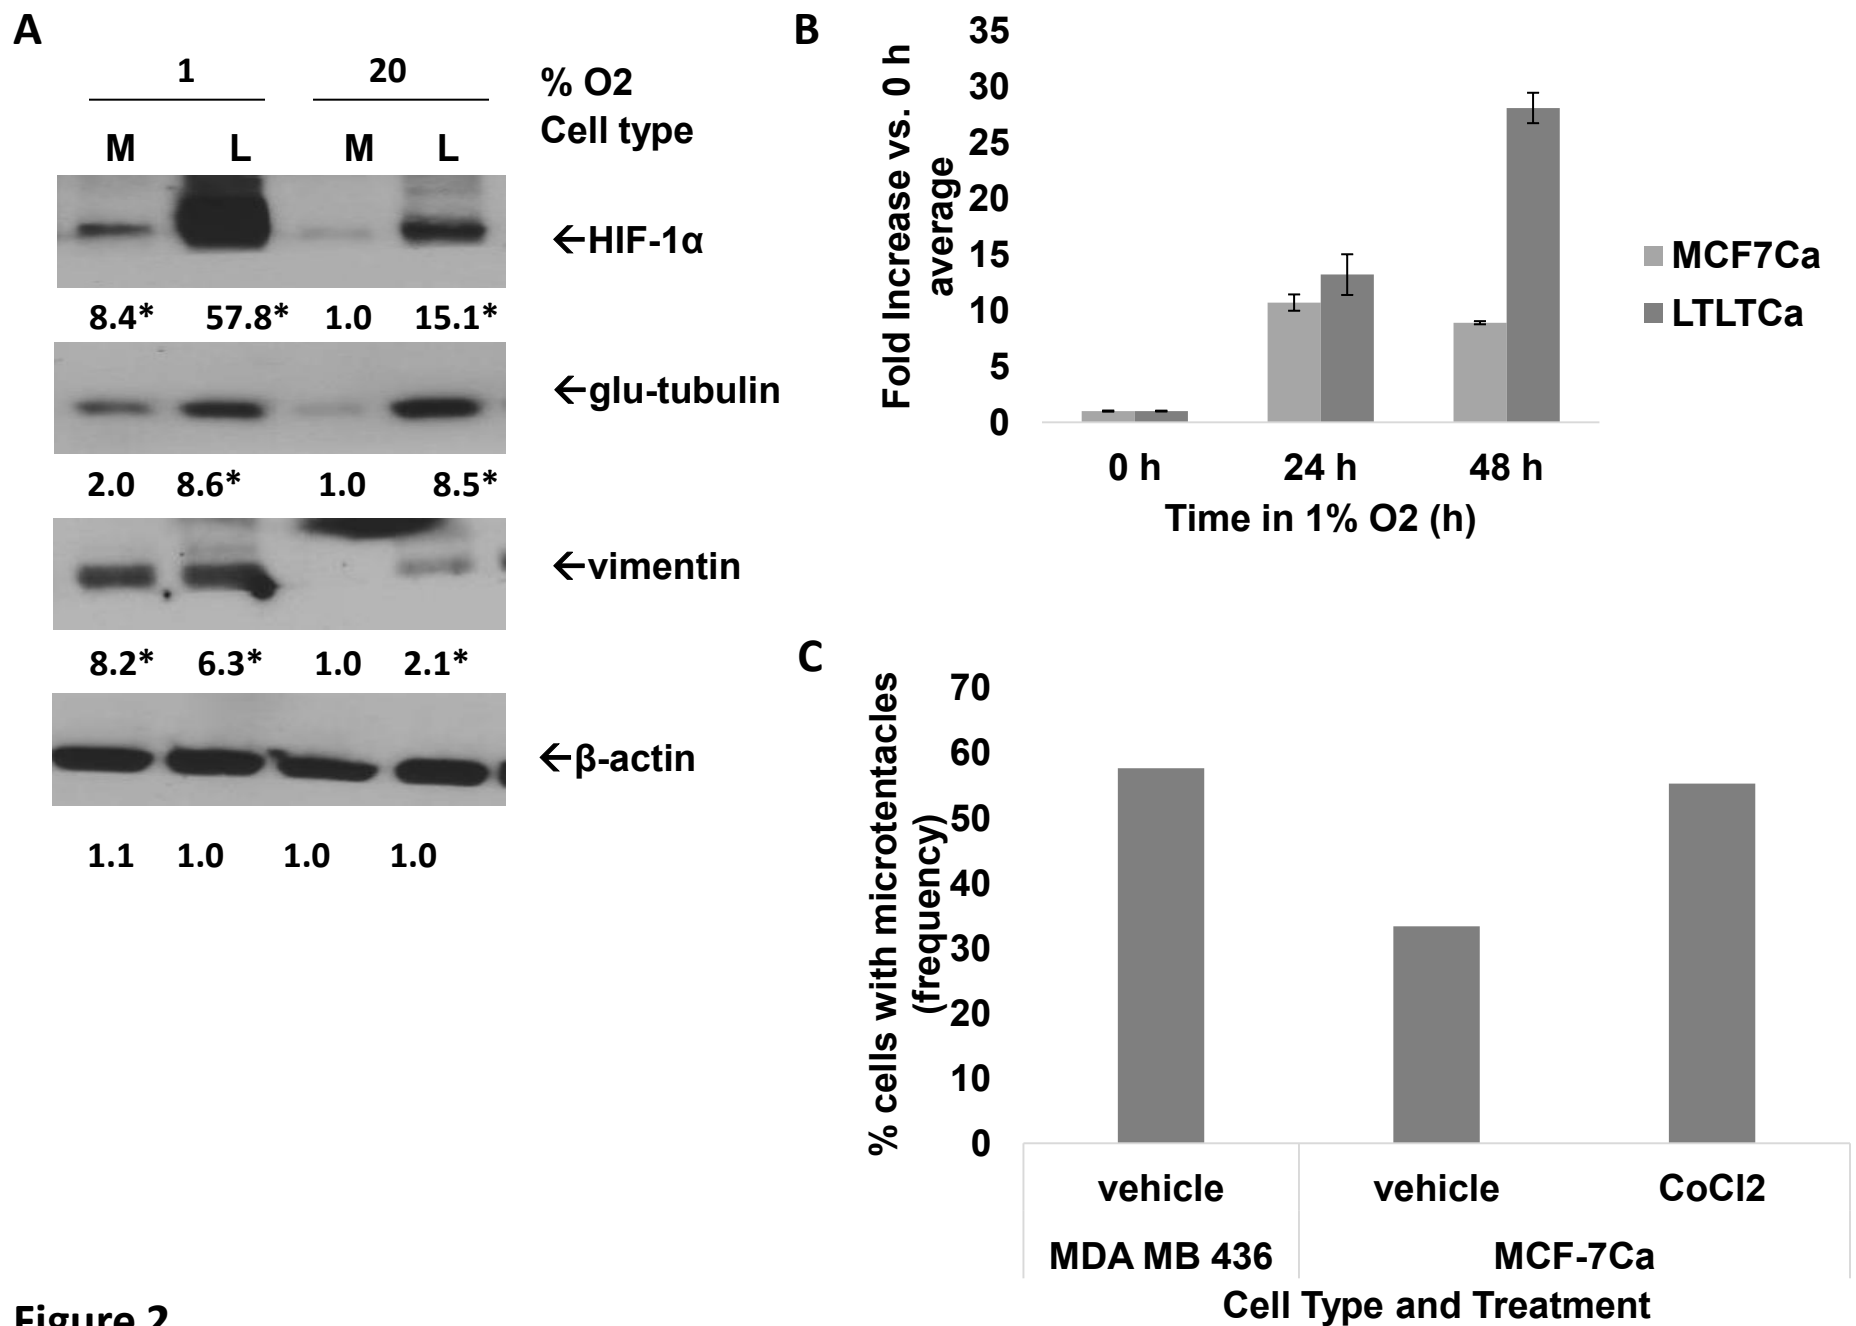 A
1 20
% O2
M L M L
Cell type
←HIF-1α
8.4* 57.8* 1.0 15.1*
←glu-tubulin
2.0 8.6* 1.0 8.5*
←vimentin
8.2* 6.3* 1.0 2.1*
←β-actin
1.1 1.0 1.0 1.0
B
Fold Increase vs. 0 h
average
35
30
25
20
15
10
5
0
0 h 24 h 48 h
Time in 1% O2 (h)
MCF7Ca
LTLTCa
C
% cells with microtentacles
(frequency)
70
60
50
40
30
20
10
0
vehicle vehicle CoCl2
MDA MB 436 MCF-7Ca
Cell Type and Treatment
Figure 2